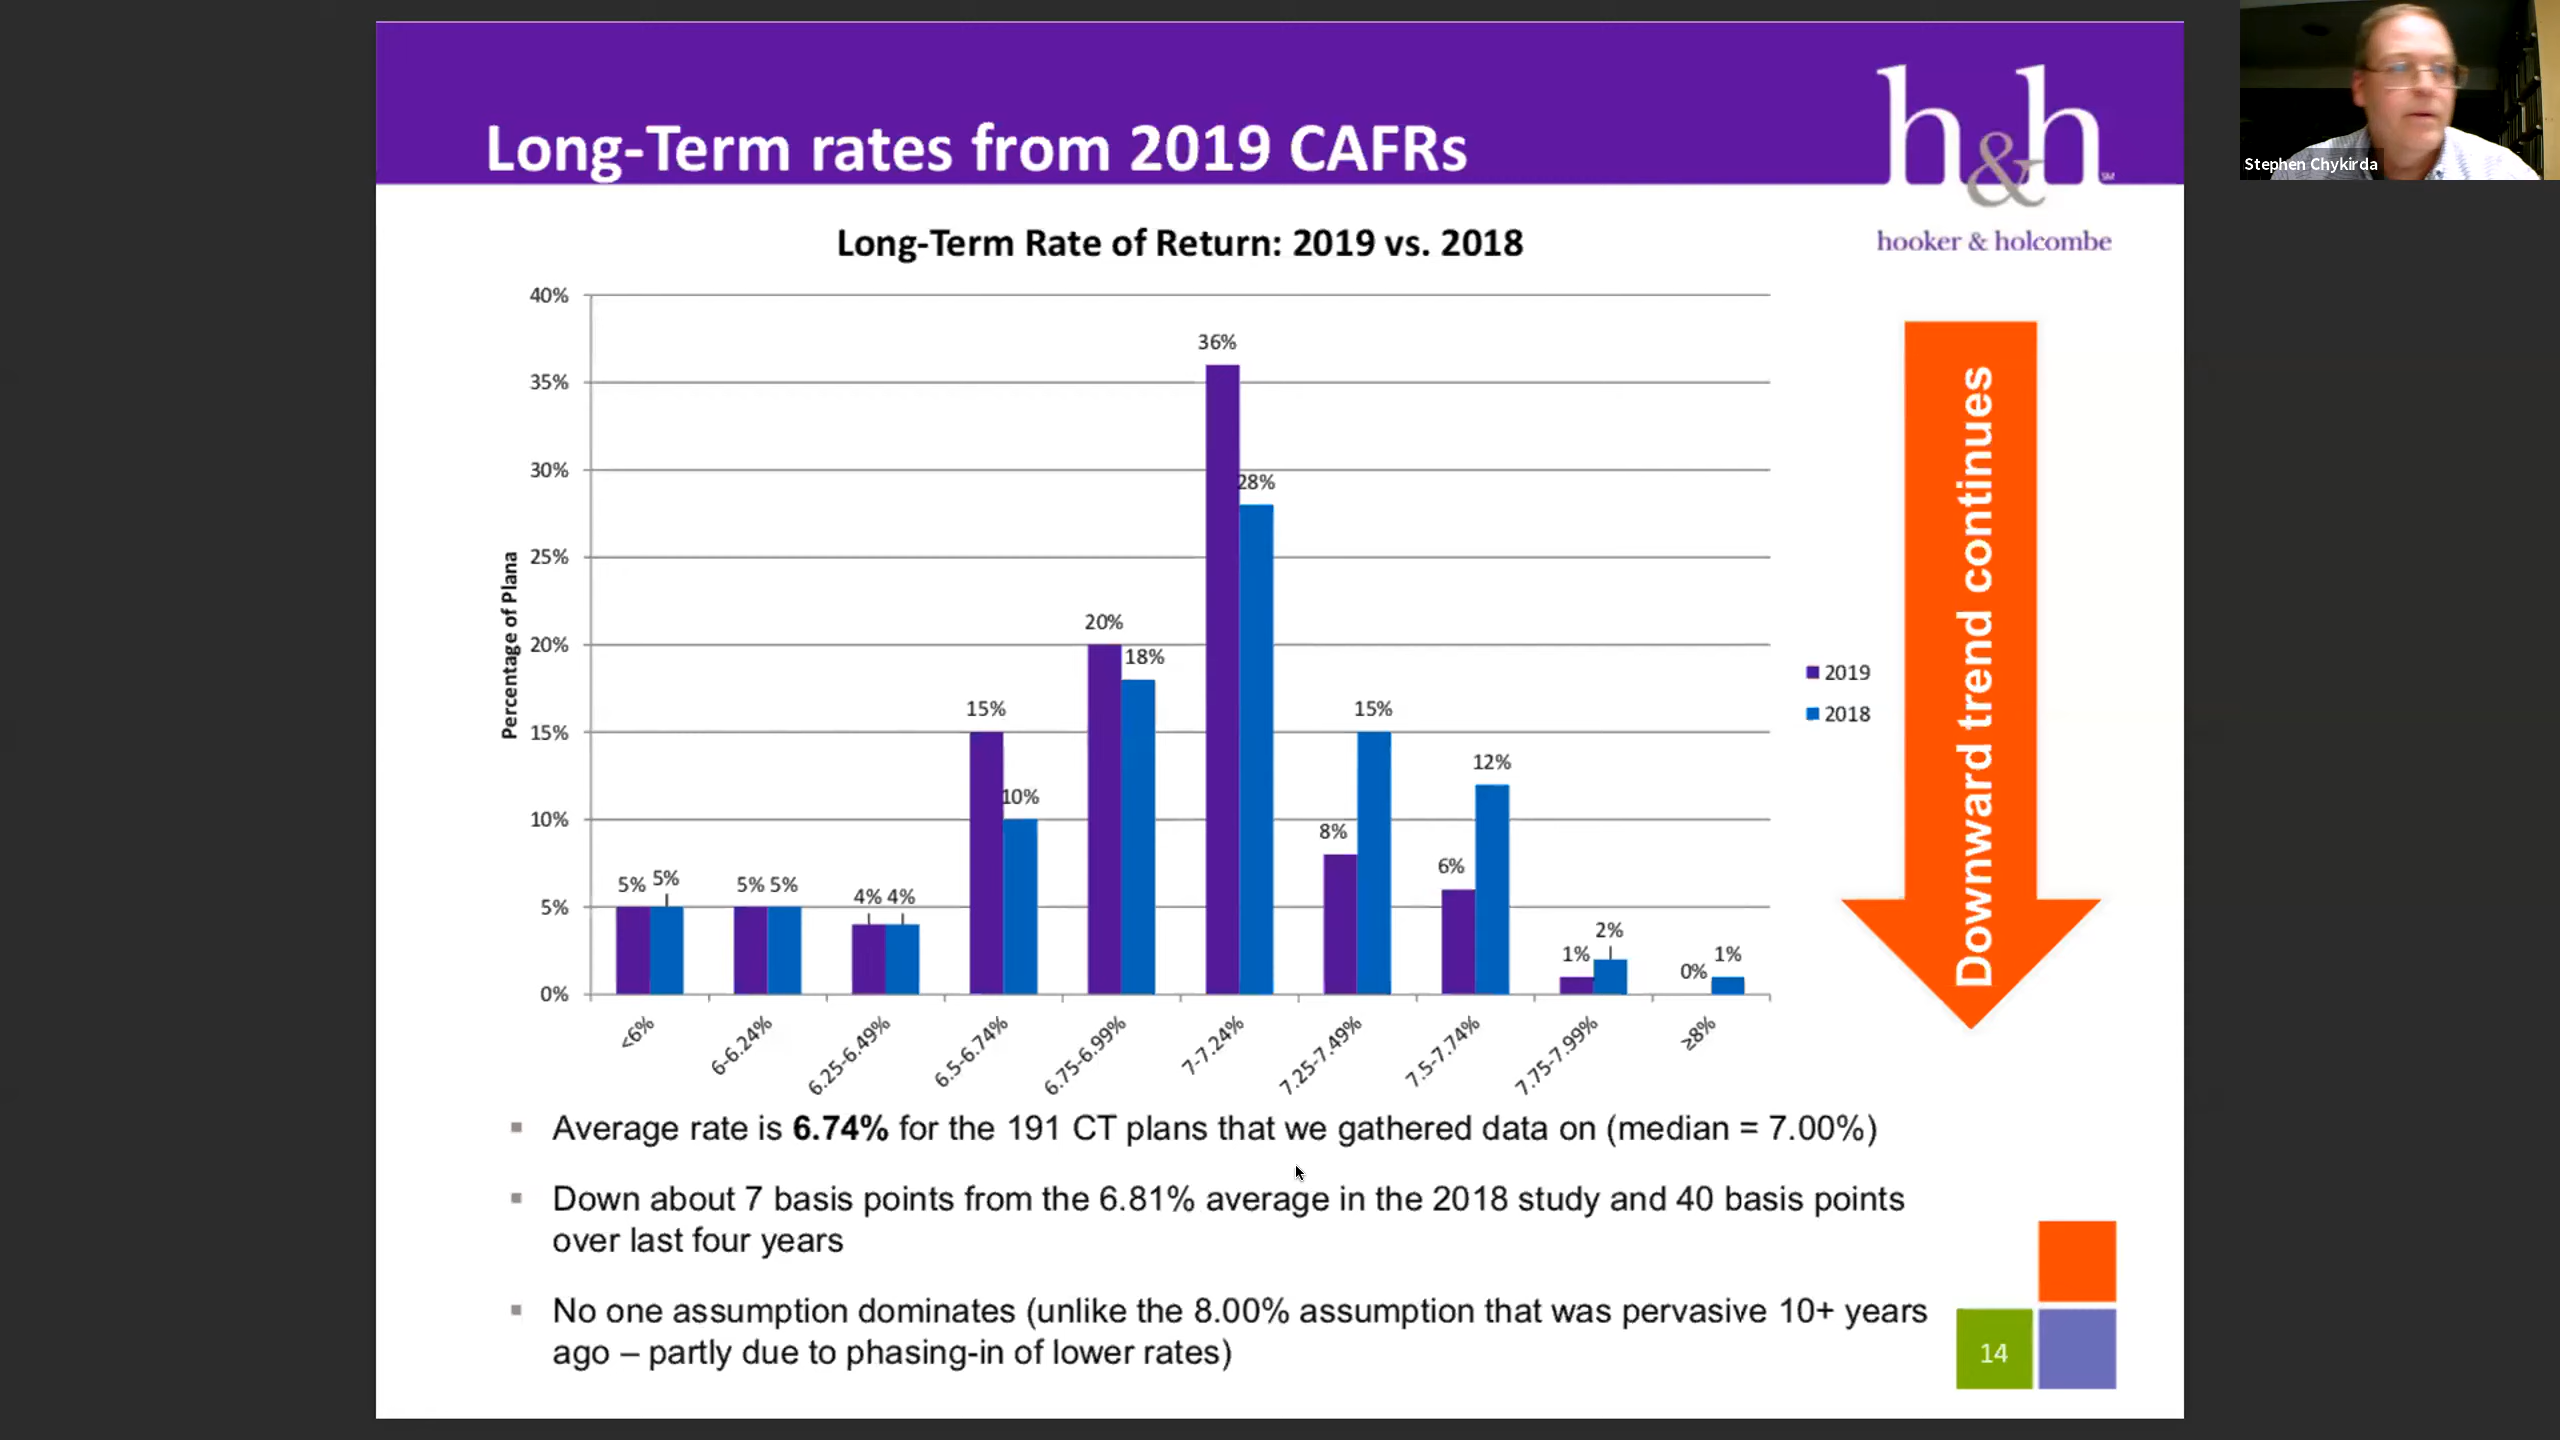 Long-Term rates from 2019 CAFRs
h&h
SM
hooker & holcombe
Stephen Chykirda
Long-Term Rate of Return: 2019 vs. 2018
Percentage of Plana
40%
35%
30%
25%
20%
15%
10%
5%
0%
5% 5%
5% 5%
4% 4%
15% 10%
20% 18%
36% 28%
8% 15%
6% 12%
1% 2%
0% 1%
<6%
6-6.24%
6.25-6.49%
6.5-6.74%
6.75-6.99%
7-7.24%
7.25-7.49%
7.5-7.74%
7.75-7.99%
≥8%
2019
2018
Downward trend continues
▪ Average rate is 6.74% for the 191 CT plans that we gathered data on (median = 7.00%)
▪ Down about 7 basis points from the 6.81% average in the 2018 study and 40 basis points
over last four years
▪ No one assumption dominates (unlike the 8.00% assumption that was pervasive 10+ years
ago – partly due to phasing-in of lower rates)
14